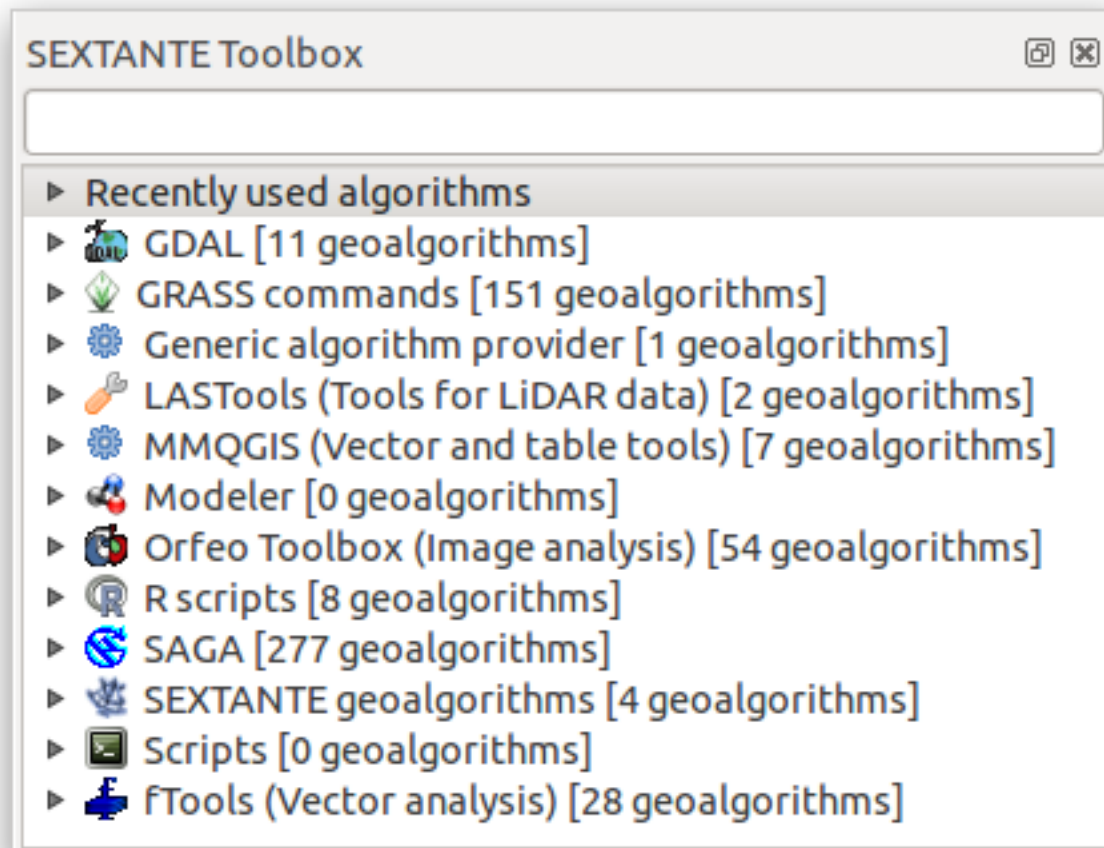 SEXTANTE Toolbox
Recently used algorithms
GDAL [11 geoalgorithms]
GRASS commands [151 geoalgorithms]
Generic algorithm provider [1 geoalgorithms]
LASTools (Tools for LiDAR data) [2 geoalgorithms]
MMQGIS (Vector and table tools) [7 geoalgorithms]
Modeler [0 geoalgorithms]
Orfeo Toolbox (Image analysis) [54 geoalgorithms]
R scripts [8 geoalgorithms]
SAGA [277 geoalgorithms]
SEXTANTE geoalgorithms [4 geoalgorithms]
Scripts [0 geoalgorithms]
fTools (Vector analysis) [28 geoalgorithms]